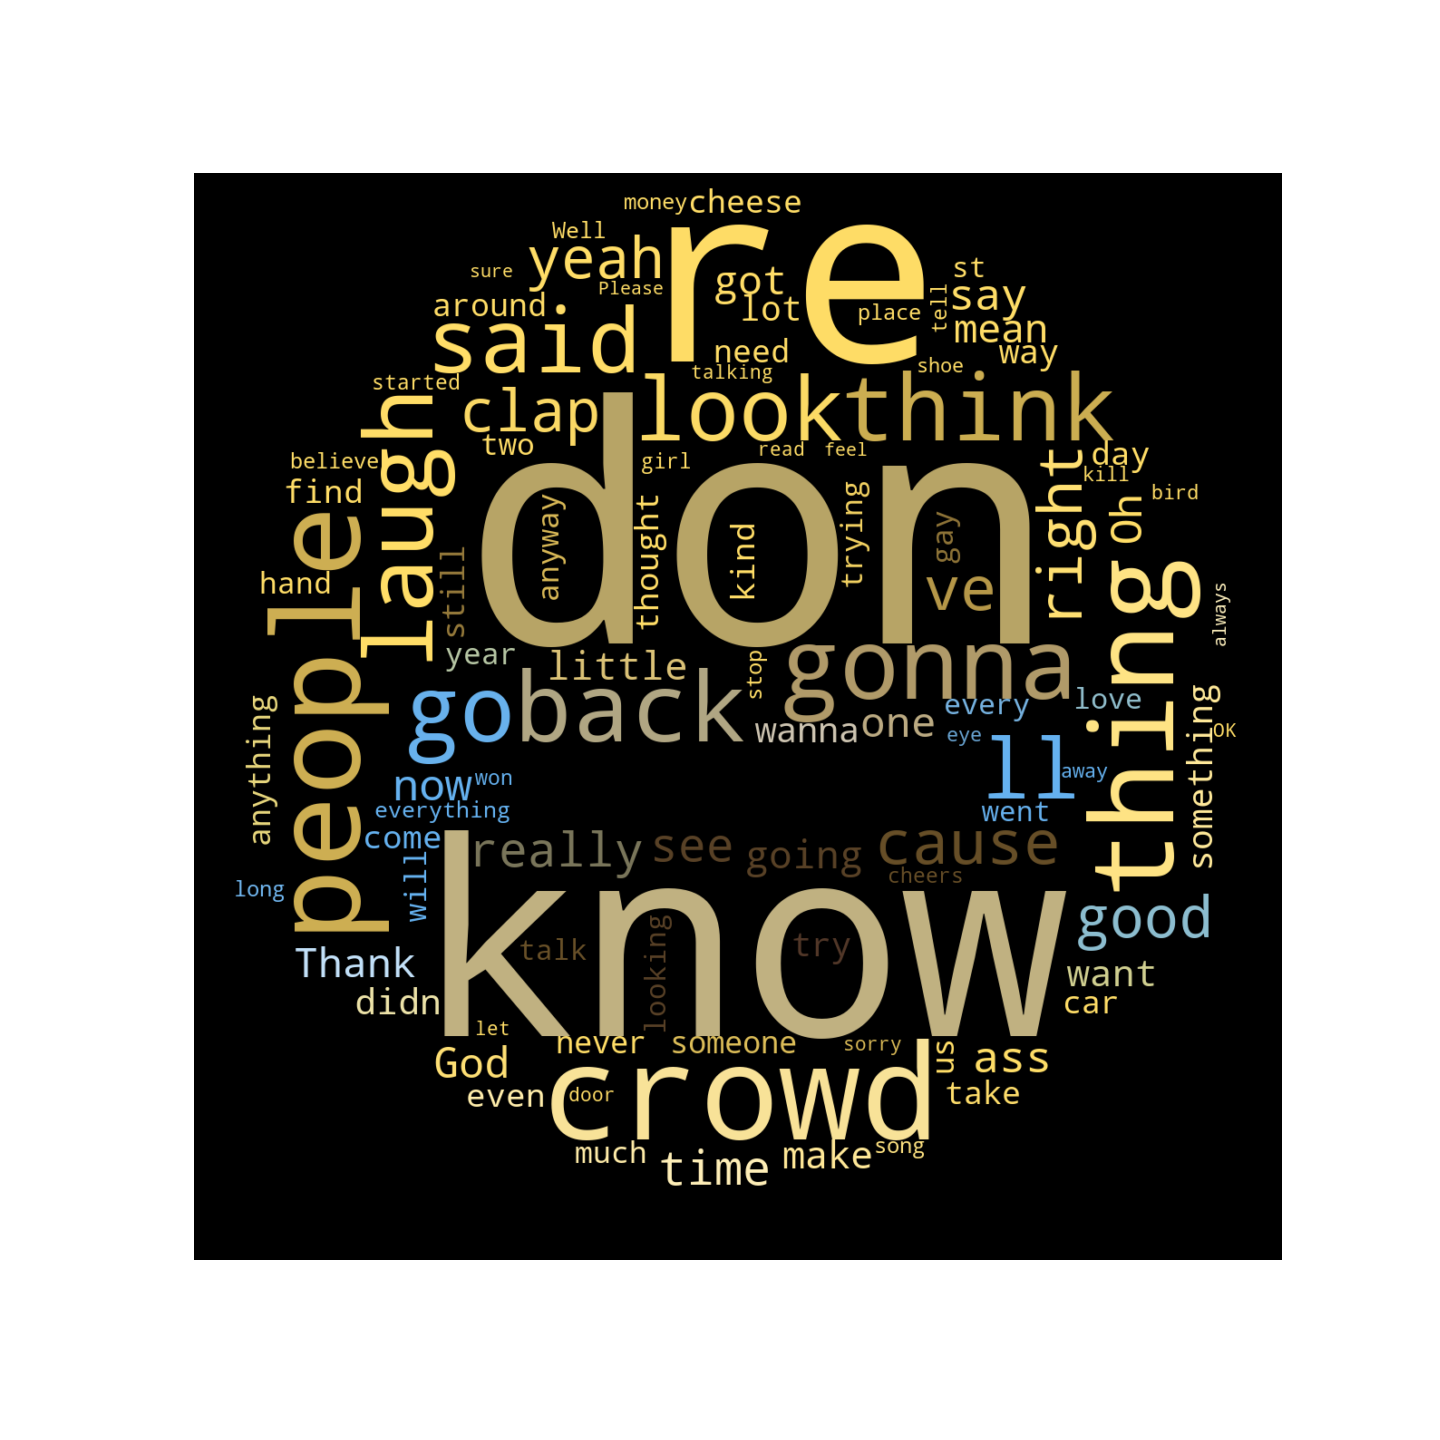 money cheese
Well
yeah re
sure
Please
got
lot
place
tell
st
say
mean
way
around
said
need
talking
shoe
started
clap
look think
laugh
two
don
read
feel
girl
day
kill
bird
believe
find
people
hand
still
anyway
thought
kind
trying
gay
ve
right
Oh
thing
always
year
little
stop
gonna
go back
wanna one
every
love
eye
ll
away
something
OK
anything
now won
everything
come
went
really see going cause
cheers
know
will
long
good
talk
looking
try
Thank
want
didn
car
let
never someone
sorry
us
God
ass
crowd
even
door
take
much
time
make
song